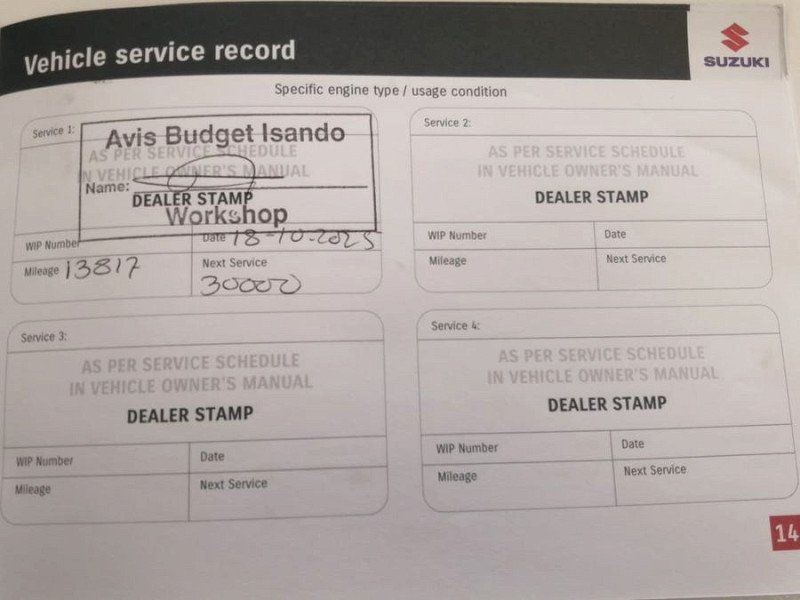 Vehicle service record
SUZUKI
Specific engine type / usage condition
Service 1:
Avis Budget Isando
AS PER SERVICE SCHEDULE
IN VEHICLE OWNER'S MANUAL
Name:
DEALER STAMP
Workshop
WIP Number
Date 18-10-2025
Mileage 13817
Next Service
30000
Service 2:
AS PER SERVICE SCHEDULE
IN VEHICLE OWNER'S MANUAL
DEALER STAMP
WIP Number
Date
Mileage
Next Service
Service 3:
AS PER SERVICE SCHEDULE
IN VEHICLE OWNER'S MANUAL
DEALER STAMP
WIP Number
Date
Mileage
Next Service
Service 4:
AS PER SERVICE SCHEDULE
IN VEHICLE OWNER'S MANUAL
DEALER STAMP
WIP Number
Date
Mileage
Next Service
14